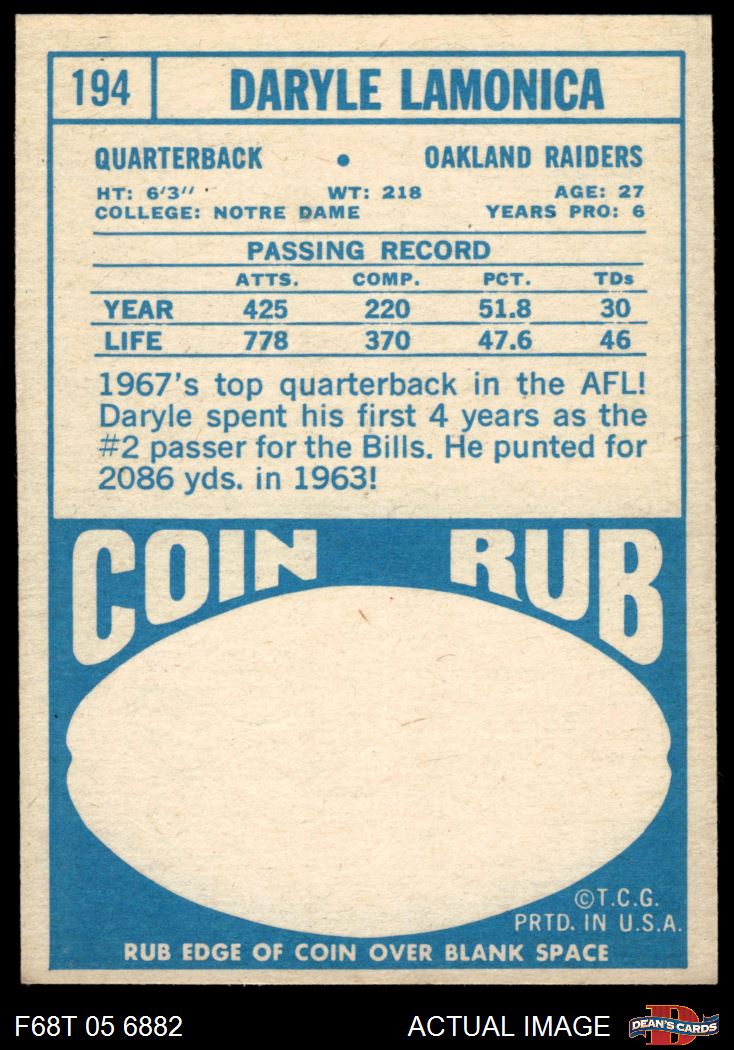 194 DARYLE LAMONICA
QUARTERBACK • OAKLAND RAIDERS
HT: 6'3'' WT: 218 AGE: 27
COLLEGE: NOTRE DAME YEARS PRO: 6
PASSING RECORD
ATTS. COMP. PCT. TDs
YEAR 425 220 51.8 30
LIFE 778 370 47.6 46
1967's top quarterback in the AFL!
Daryle spent his first 4 years as the
#2 passer for the Bills. He punted for
2086 yds. in 1963!
COIN RUB
©T.C.G.
PRTD. IN U.S.A.
RUB EDGE OF COIN OVER BLANK SPACE
F68T 05 6882 ACTUAL IMAGE D DEAN'S CARDS